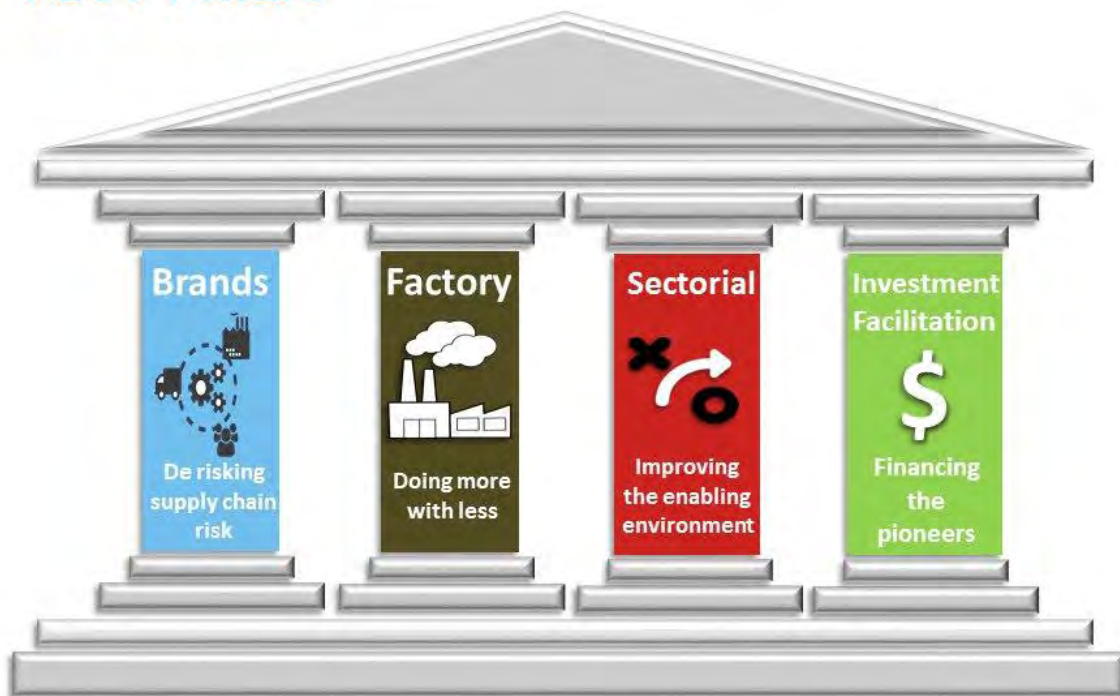 Brands
De risking
supply chain
risk
Factory
Doing more
with less
Sectorial
Improving
the enabling
environment
Investment
Facilitation
$
Financing
the
pioneers